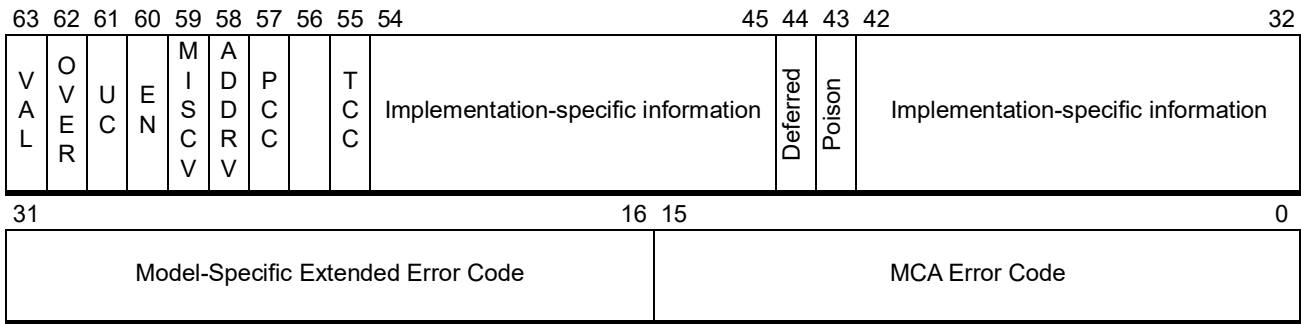 63 62 61 60 59 58 57 56 55 54 45 44 43 42 32
VAL OVER UC EN MISCV ADDRV PCC TCC Implementation-specific information Deferred Poison Implementation-specific information
31 16 15 0
Model-Specific Extended Error Code MCA Error Code